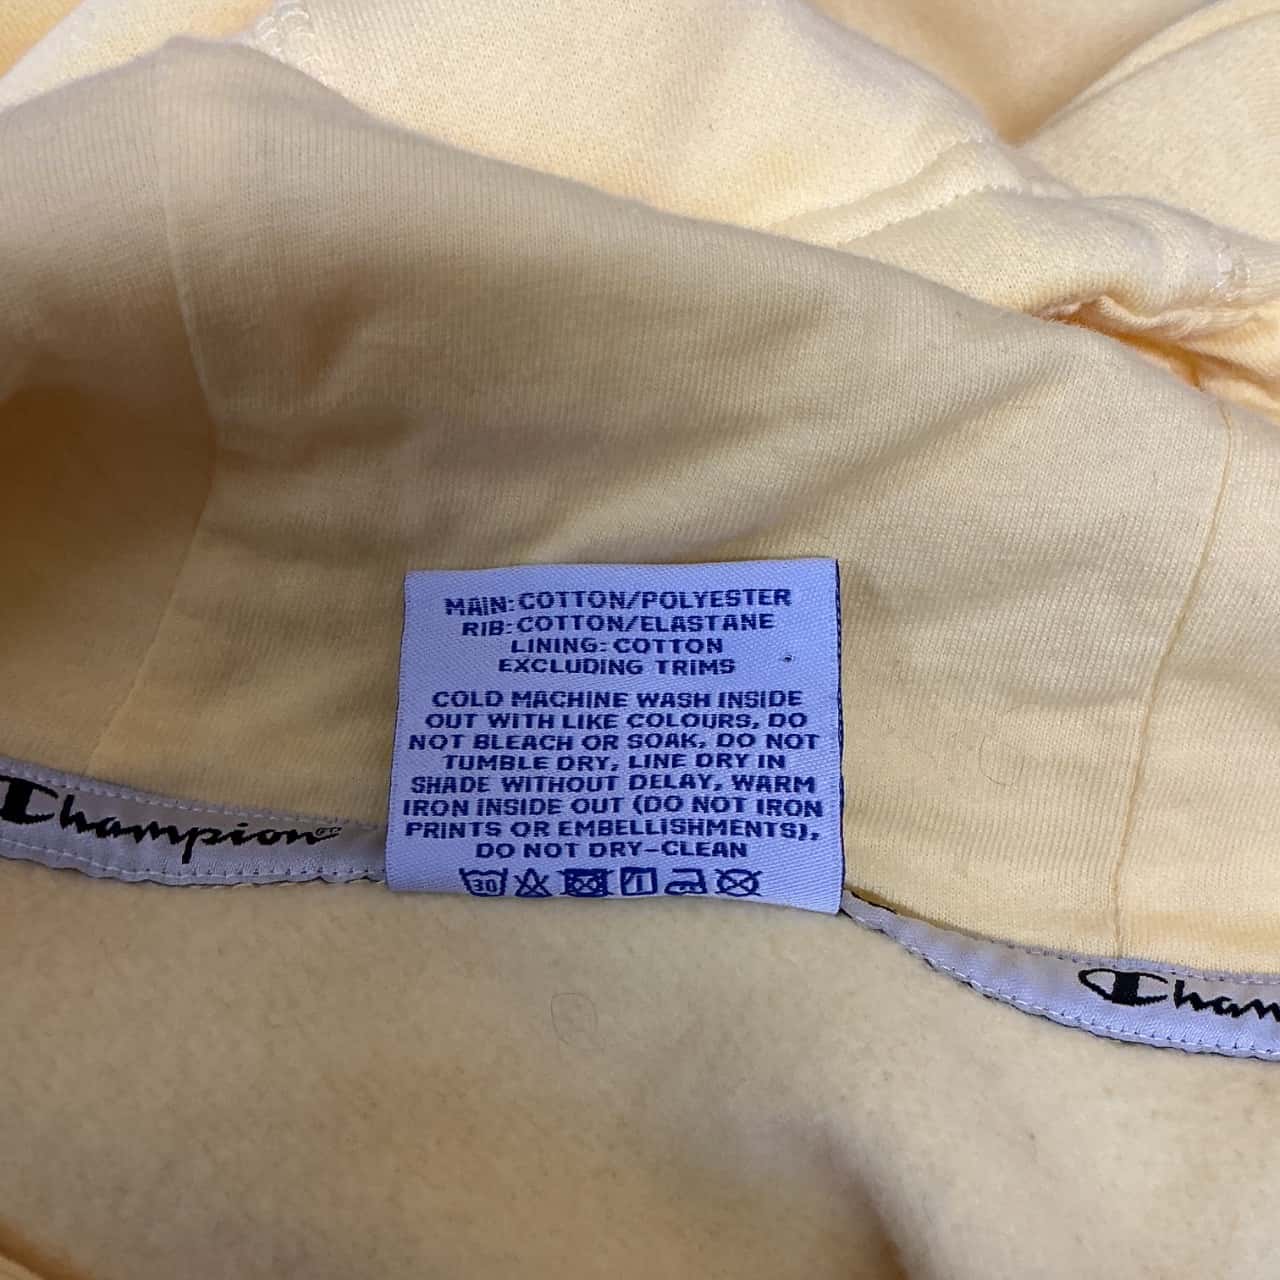 MAIN: COTTON/POLYESTER
RIB: COTTON/ELASTANE
LINING: COTTON
EXCLUDING TRIMS
COLD MACHINE WASH INSIDE
OUT WITH LIKE COLOURS, DO
NOT BLEACH OR SOAK, DO NOT
TUMBLE DRY, LINE DRY IN
SHADE WITHOUT DELAY, WARM
IRON INSIDE OUT (DO NOT IRON
PRINTS OR EMBELLISHMENTS),
DO NOT DRY-CLEAN
30
Champion
Cham